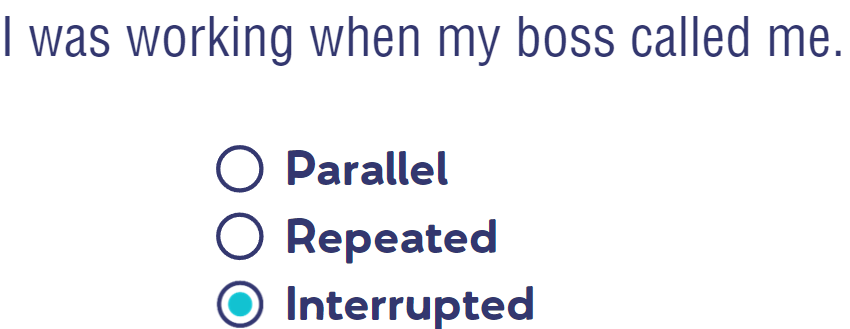 I was working when my boss called me.
Parallel
Repeated
Interrupted